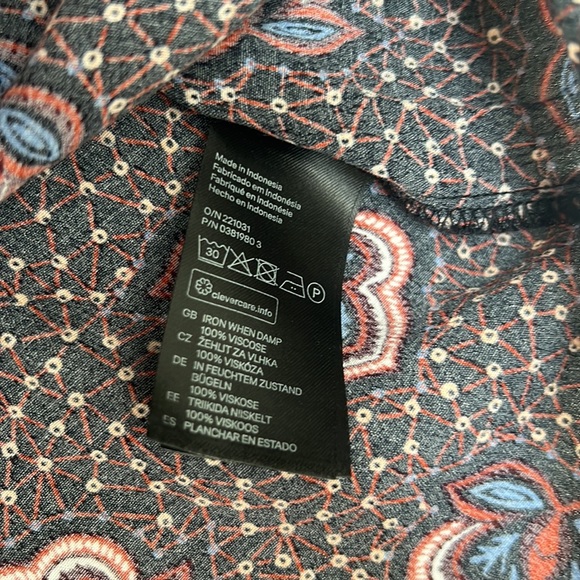 Made in Indonesia
Fabricado em Indonésia
Fabriqué en Indonésie
Hecho en Indonesia
O/N 221031
P/N 0381980 3
30 P
clevercare.info
GB IRON WHEN DAMP
100% VISCOSE
CZ ŽEHLIT ZA VLHKA
100% VISKÓZA
DE IN FEUCHTEM ZUSTAND
BÜGELN
100% VISKOSE
EE TRIIKIDA NIISKELT
100% VISKOOS
ES PLANCHAR EN ESTADO